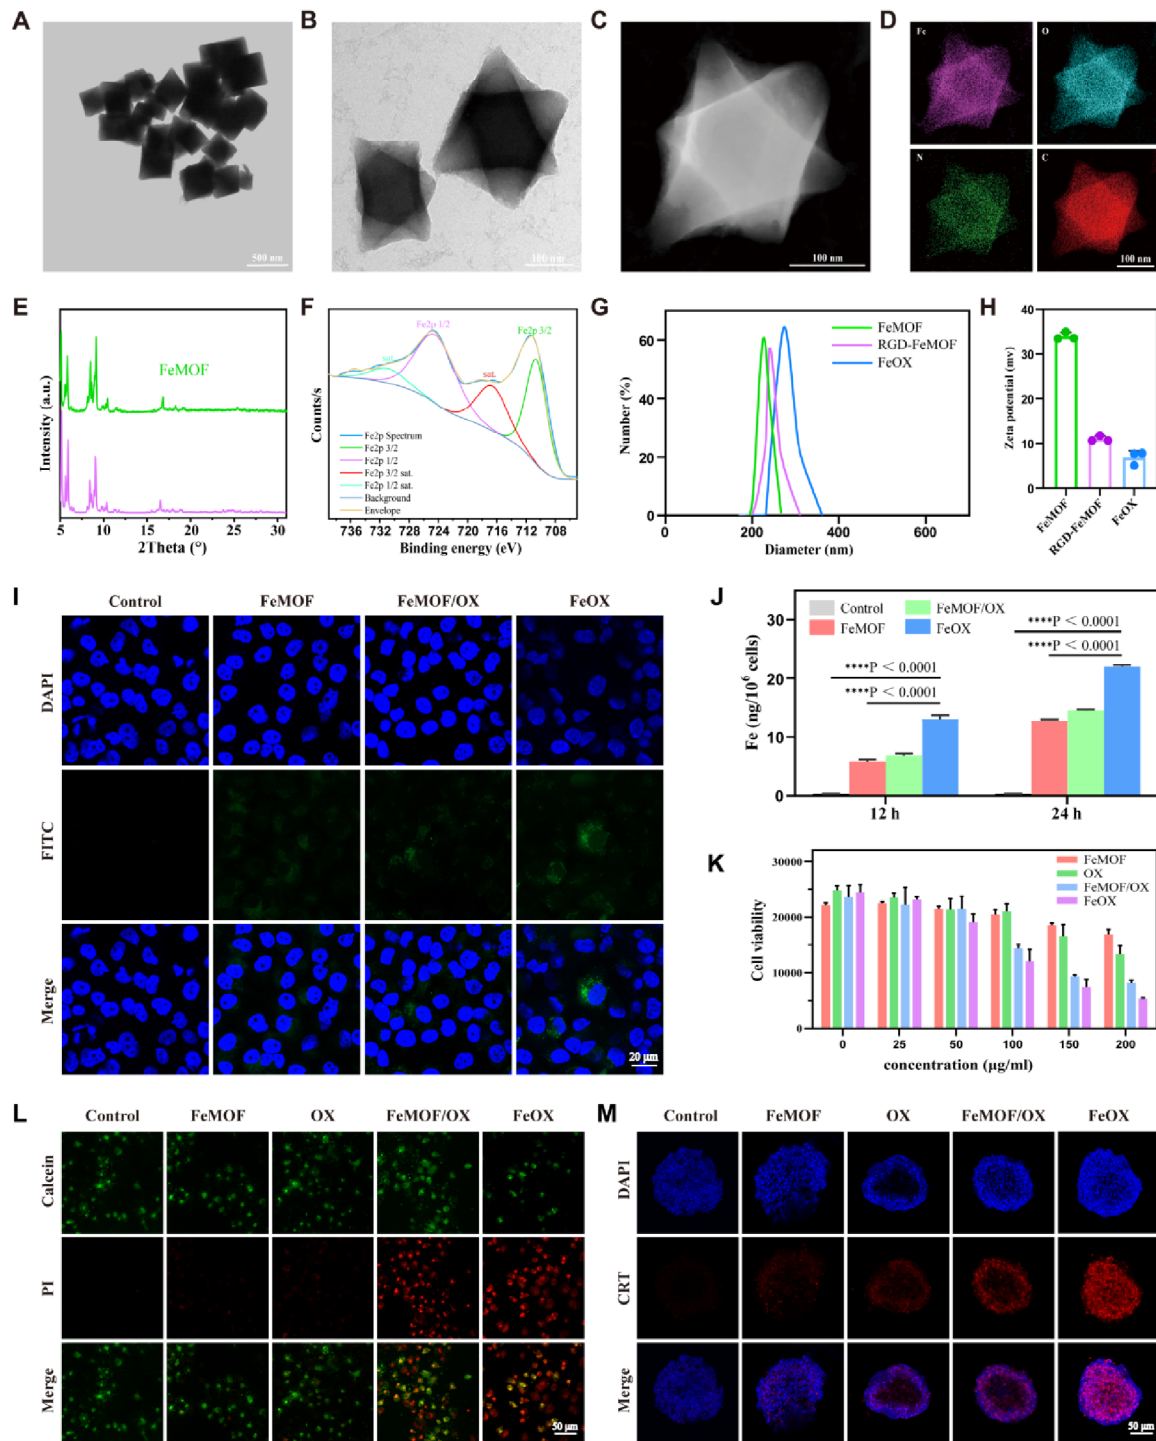 A
500 nm
B
100 nm
C
100 nm
D
Fe
O
N
C
100 nm
E
FeMOF
Intensity (a.u.)
5 10 15 20 25 30
2Theta (°)
F
Fe2p 1/2
Fe2p 3/2
sat.
sat.
Counts/s
Fe2p Spectrum
Fe2p 3/2
Fe2p 1/2
Fe2p 3/2 sat.
Fe2p 1/2 sat.
Background
Envelope
736 732 728 724 720 717 711 708
Binding energy (eV)
G
FeMOF
RGD-FeMOF
FeOX
Number (%)
60
50
40
30
20
10
0
0 200 400 600
Diameter (nm)
H
Zeta potential (mv)
40
30
20
10
0
FeMOF
RGD-FeMOF
FeOX
I
Control FeMOF FeMOF/OX FeOX
DAPI
FITC
Merge
20 μm
J
Control
FeMOF
FeMOF/OX
FeOX
Fe (ng/10⁶ cells)
30
20
10
0
****P < 0.0001
****P < 0.0001
****P < 0.0001
****P < 0.0001
12 h 24 h
K
FeMOF
OX
FeMOF/OX
FeOX
Cell viability
30000
20000
10000
0
0 25 50 100 150 200
concentration (μg/ml)
L
Control FeMOF OX FeMOF/OX FeOX
Calcein
PI
Merge
50 μm
M
Control FeMOF OX FeMOF/OX FeOX
DAPI
CRT
Merge
50 μm